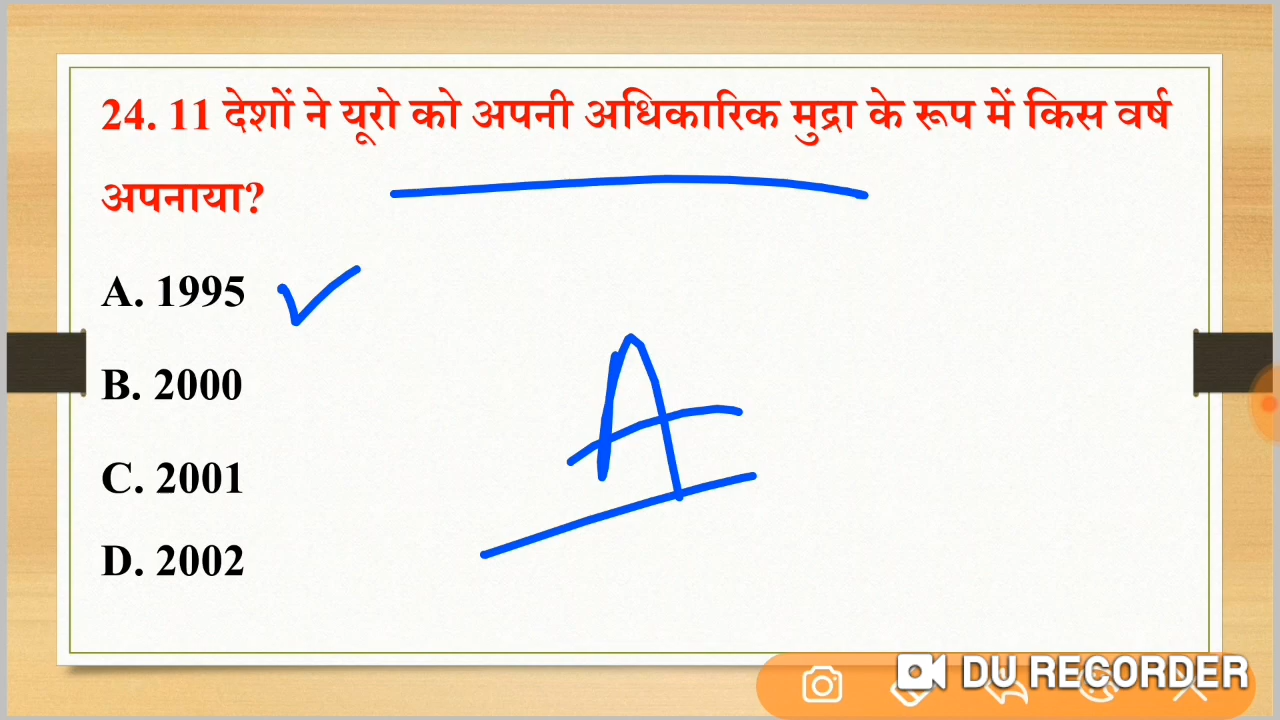 24. 11 देशों ने यूरो को अपनी अधिकारिक मुद्रा के रूप में किस वर्ष
अपनाया?
A. 1995
B. 2000
A
C. 2001
D. 2002
DU RECORDER